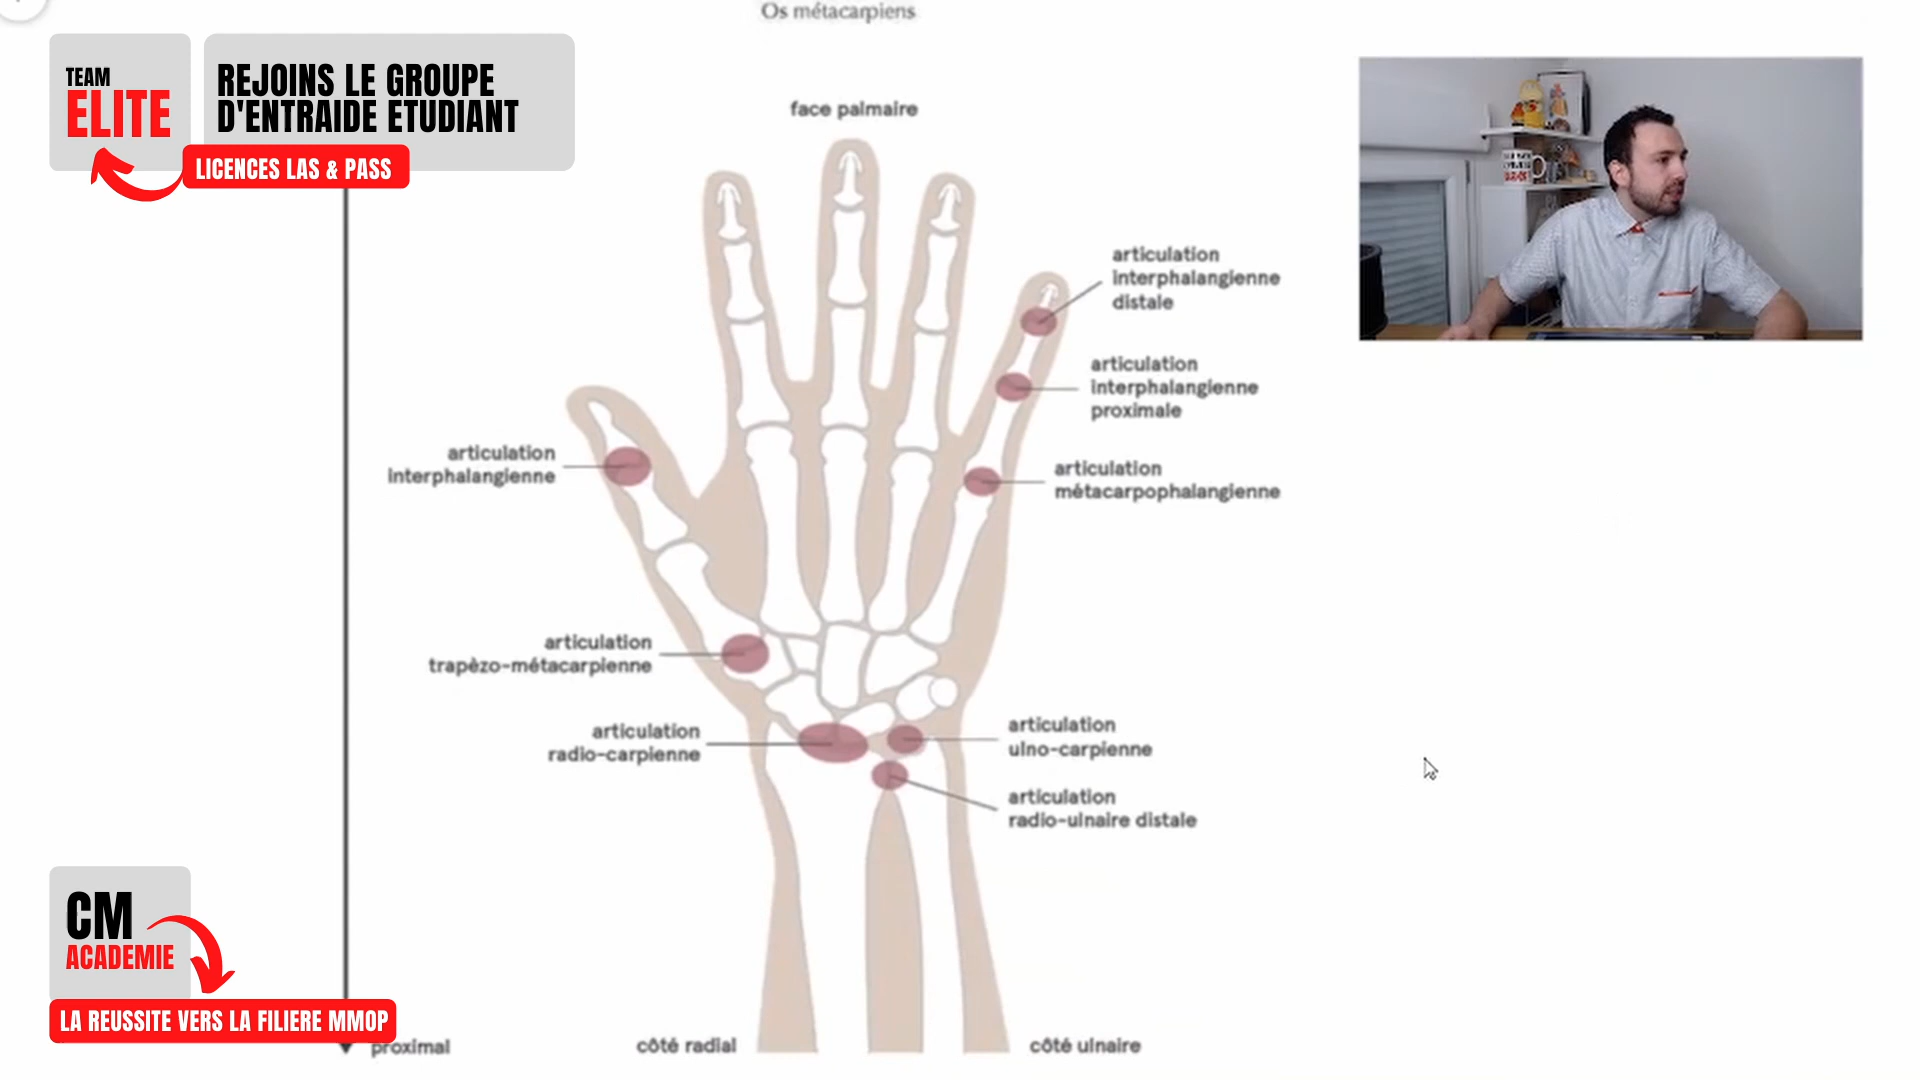 Os métacarpiens
TEAM
ELITE
REJOINS LE GROUPE
D'ENTRAIDE ETUDIANT
LICENCES LAS & PASS
face palmaire
articulation
interphalangienne
distale
articulation
interphalangienne
proximale
articulation
interphalangienne
articulation
métacarpophalangienne
articulation
trapèzo-métacarpienne
articulation
radio-carpienne
articulation
ulno-carpienne
articulation
radio-ulnaire distale
CM
ACADEMIE
LA REUSSITE VERS LA FILIERE MMOP
proximal
côté radial
côté ulnaire